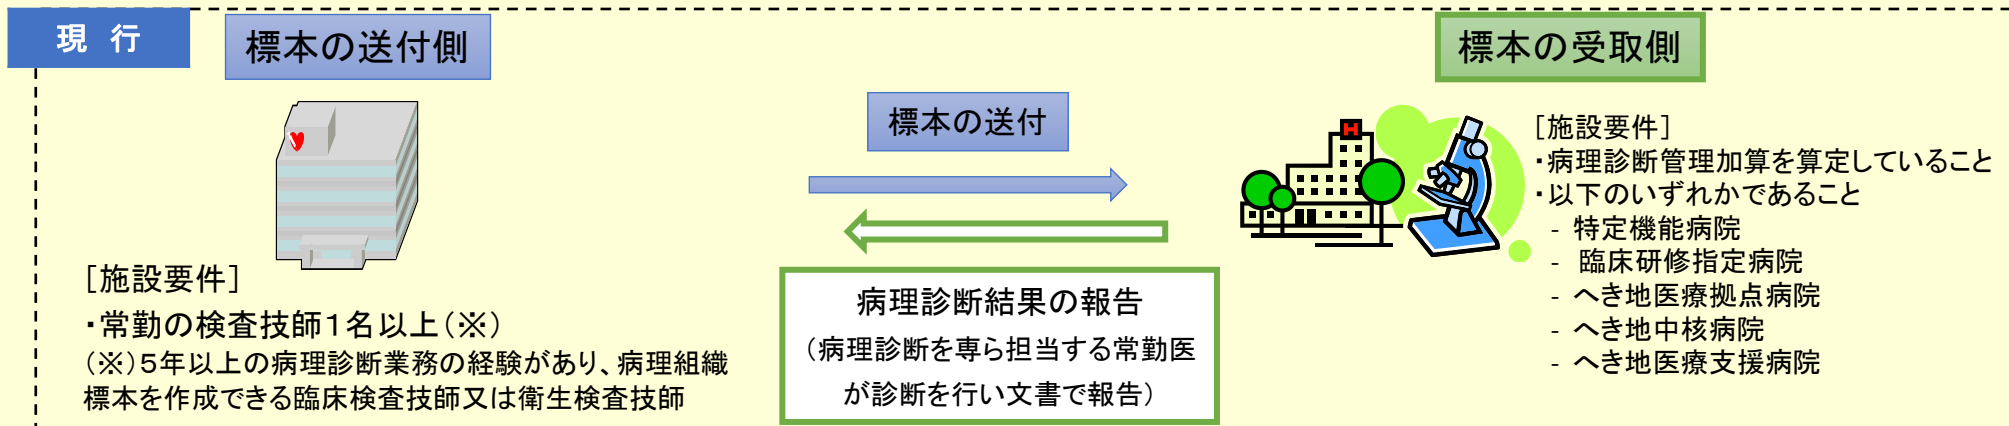 現 行
標本の送付側
標本の受取側
標本の送付
H
[施設要件]
・常勤の検査技師1名以上(※)
(※)5年以上の病理診断業務の経験があり、病理組織
標本を作成できる臨床検査技師又は衛生検査技師
病理診断結果の報告
(病理診断を専ら担当する常勤医
が診断を行い文書で報告)
[施設要件]
・病理診断管理加算を算定していること
・以下のいずれかであること
- 特定機能病院
- 臨床研修指定病院
- へき地医療拠点病院
- へき地中核病院
- へき地医療支援病院